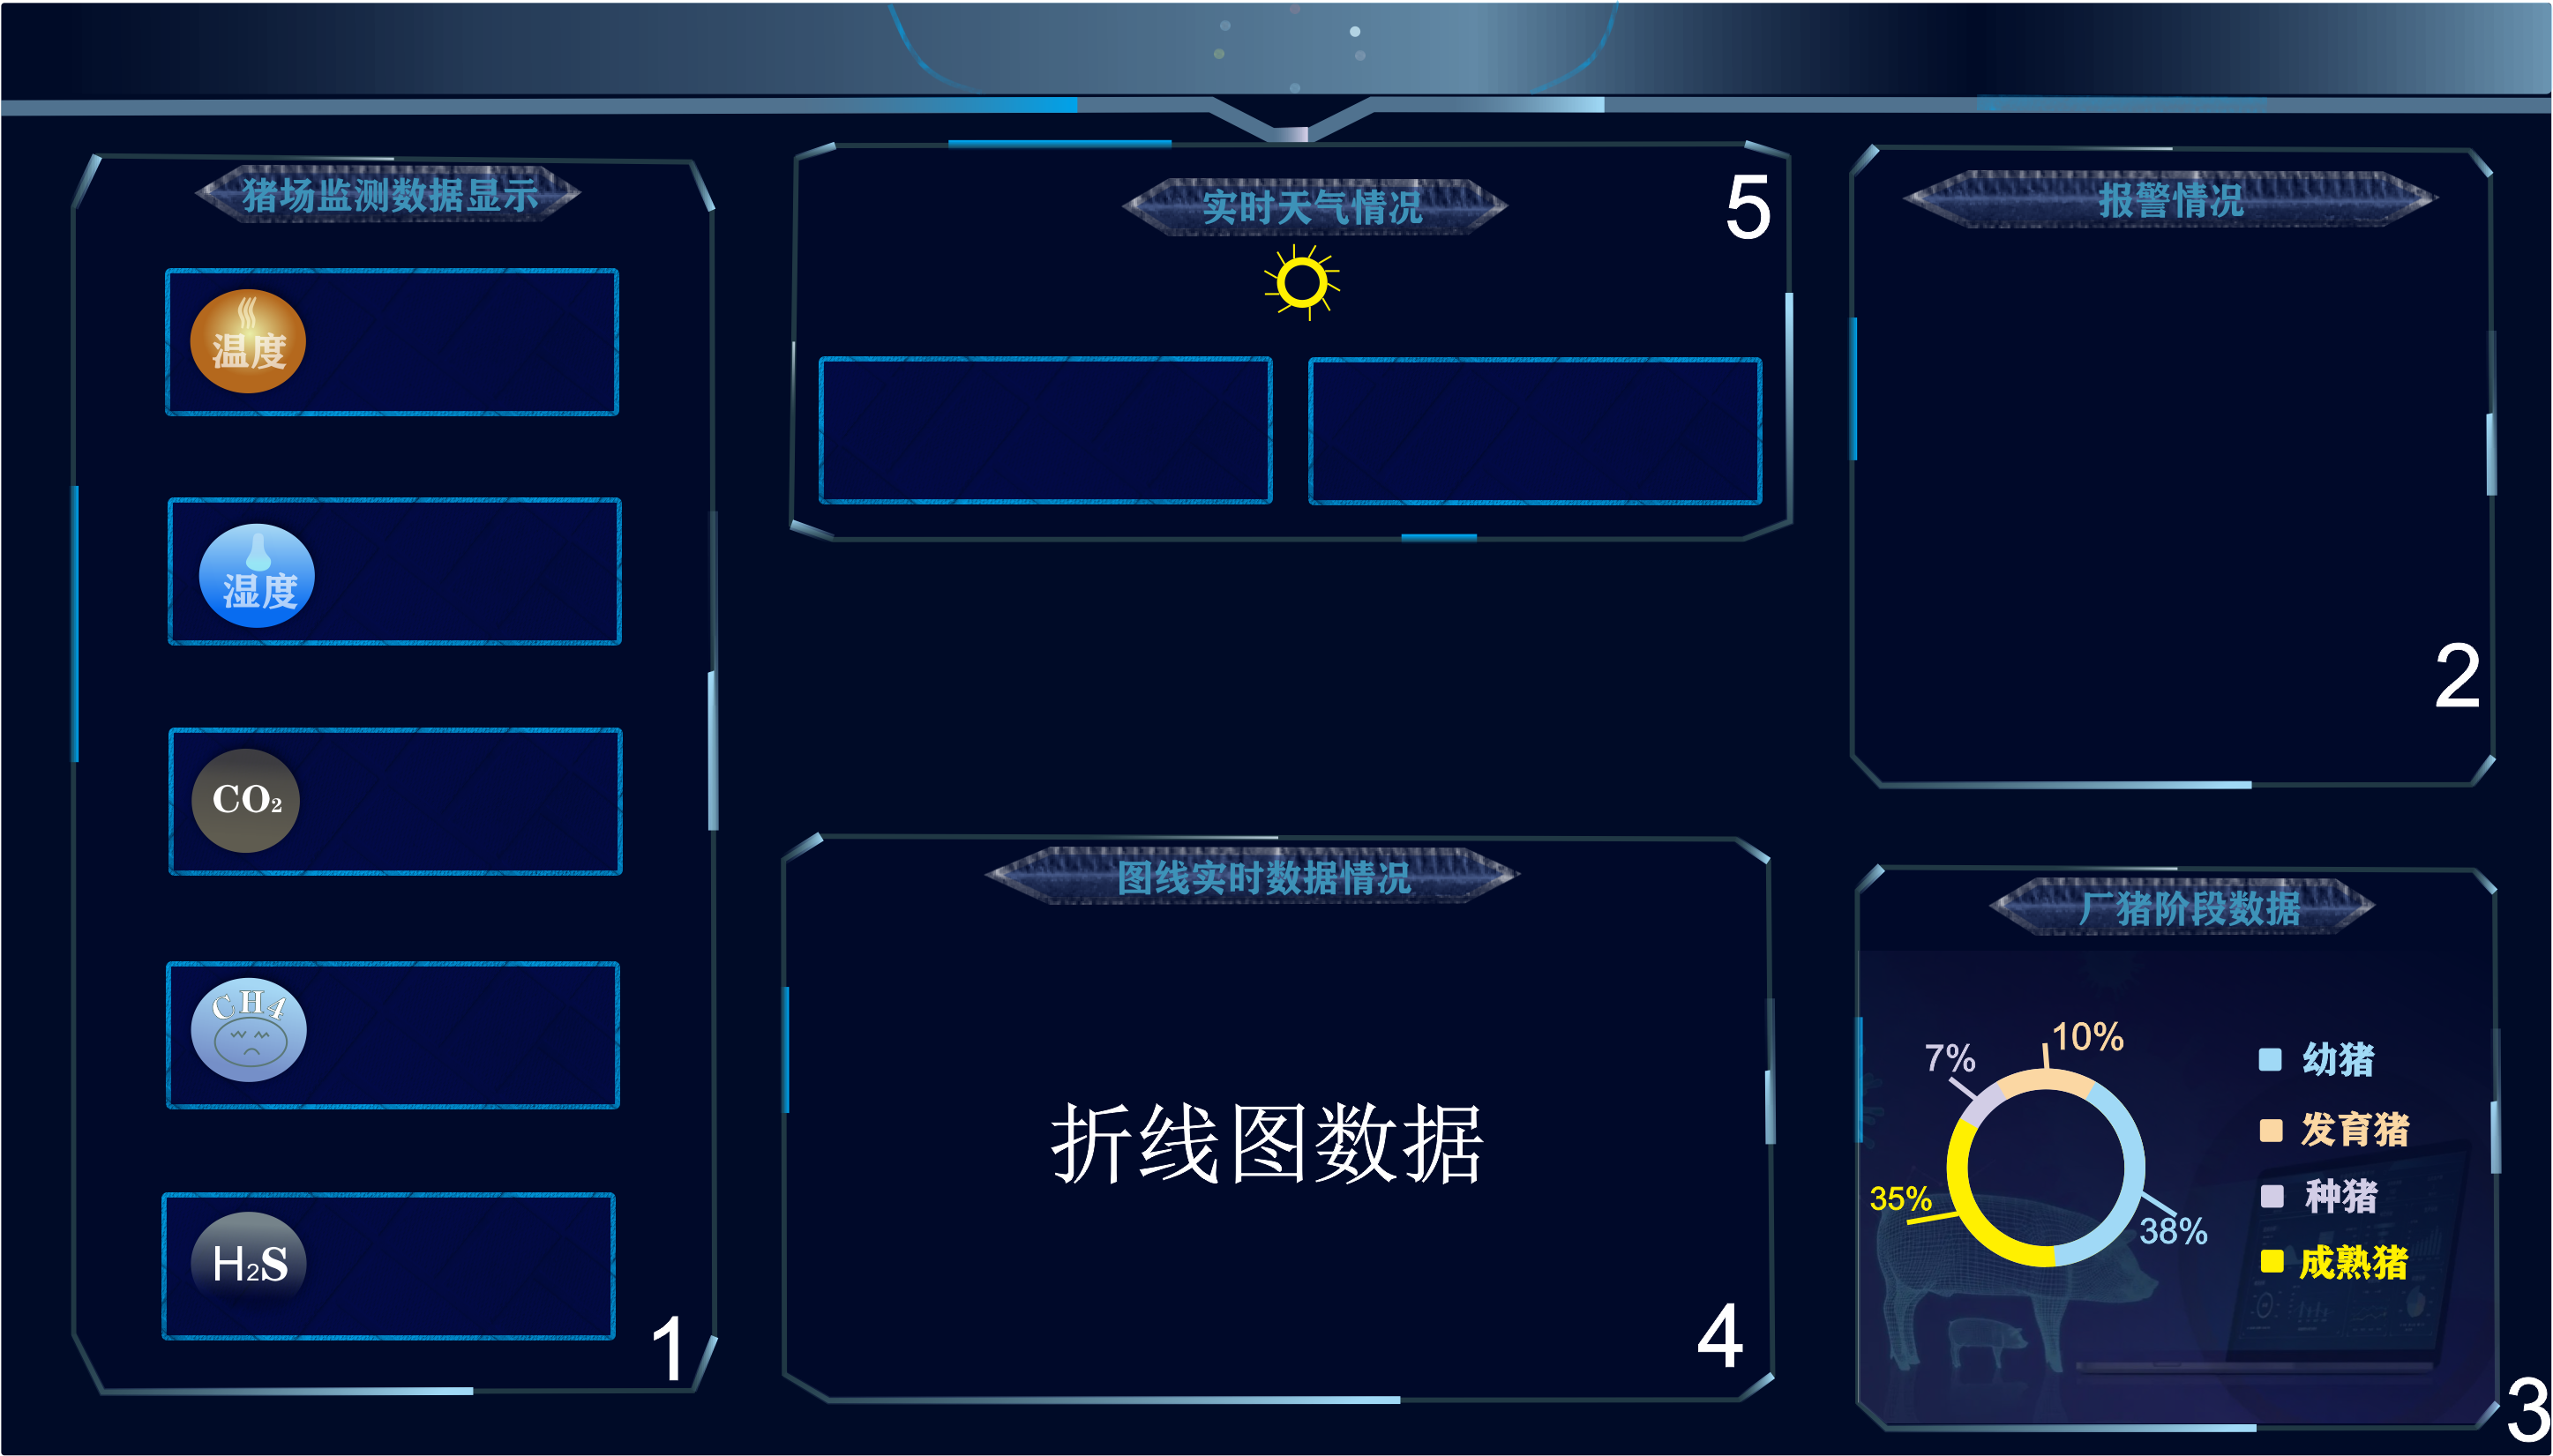 猪场监测数据显示
温度
湿度
CO₂
CH4
H₂S
1
实时天气情况
5
报警情况
2
图线实时数据情况
折线图数据
4
厂猪阶段数据
10%
7%
35%
38%
幼猪
发育猪
种猪
成熟猪
3